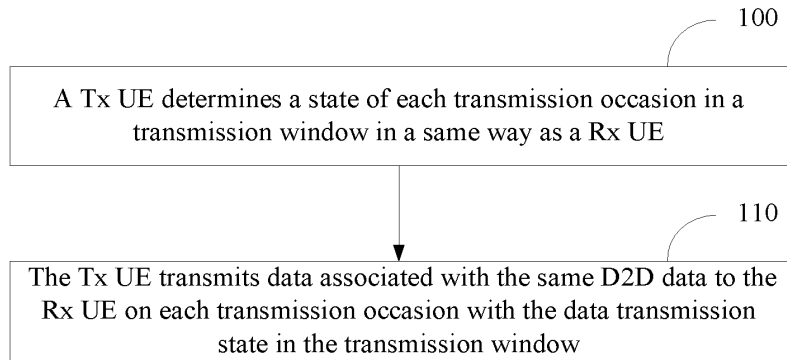 100
A Tx UE determines a state of each transmission occasion in a
transmission window in a same way as a Rx UE
110
The Tx UE transmits data associated with the same D2D data to the
Rx UE on each transmission occasion with the data transmission
state in the transmission window